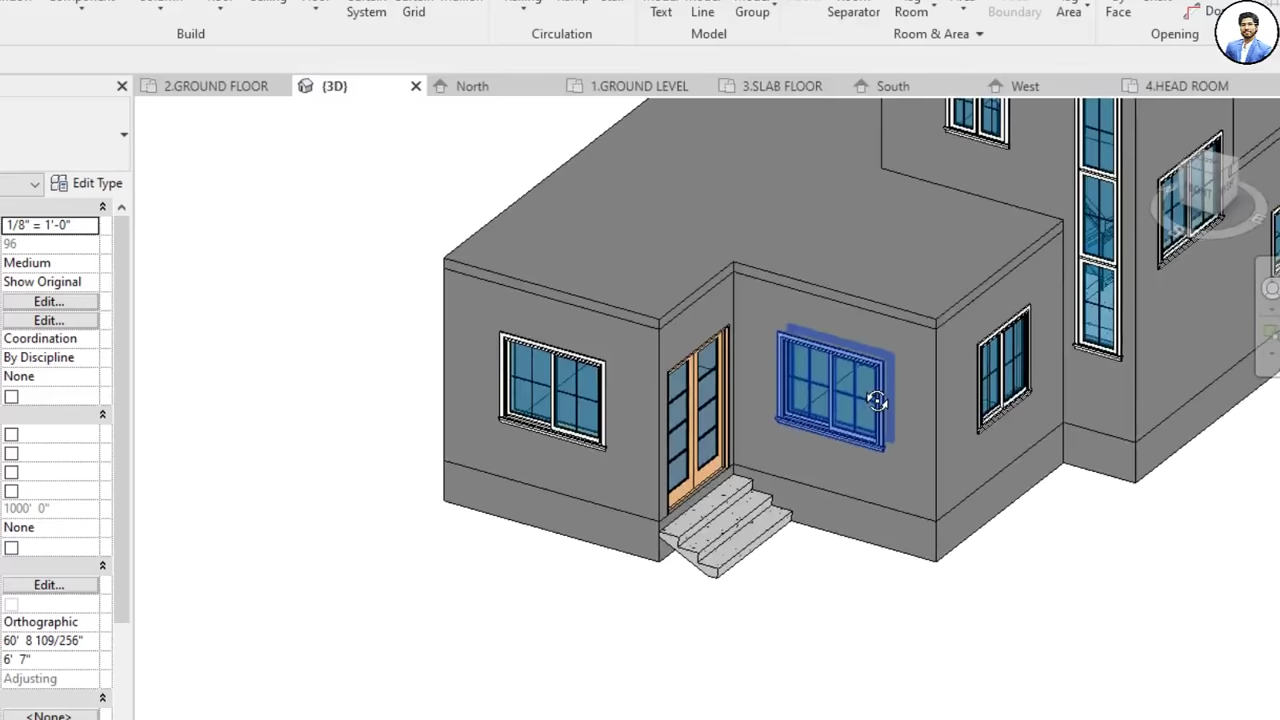 System
Grid
Text
Line
Group
Separator
Room
Boundary
Area
Face
Build
Circulation
Model
Room & Area
Opening
2.GROUND FLOOR
{3D}
North
1.GROUND LEVEL
3.SLAB FLOOR
South
West
4.HEAD ROOM
Edit Type
1/8" = 1'-0"
96
Medium
Show Original
Edit...
Edit...
Coordination
By Discipline
None
1000' 0"
None
Edit...
Orthographic
60' 8 109/256"
6' 7"
Adjusting
<None>